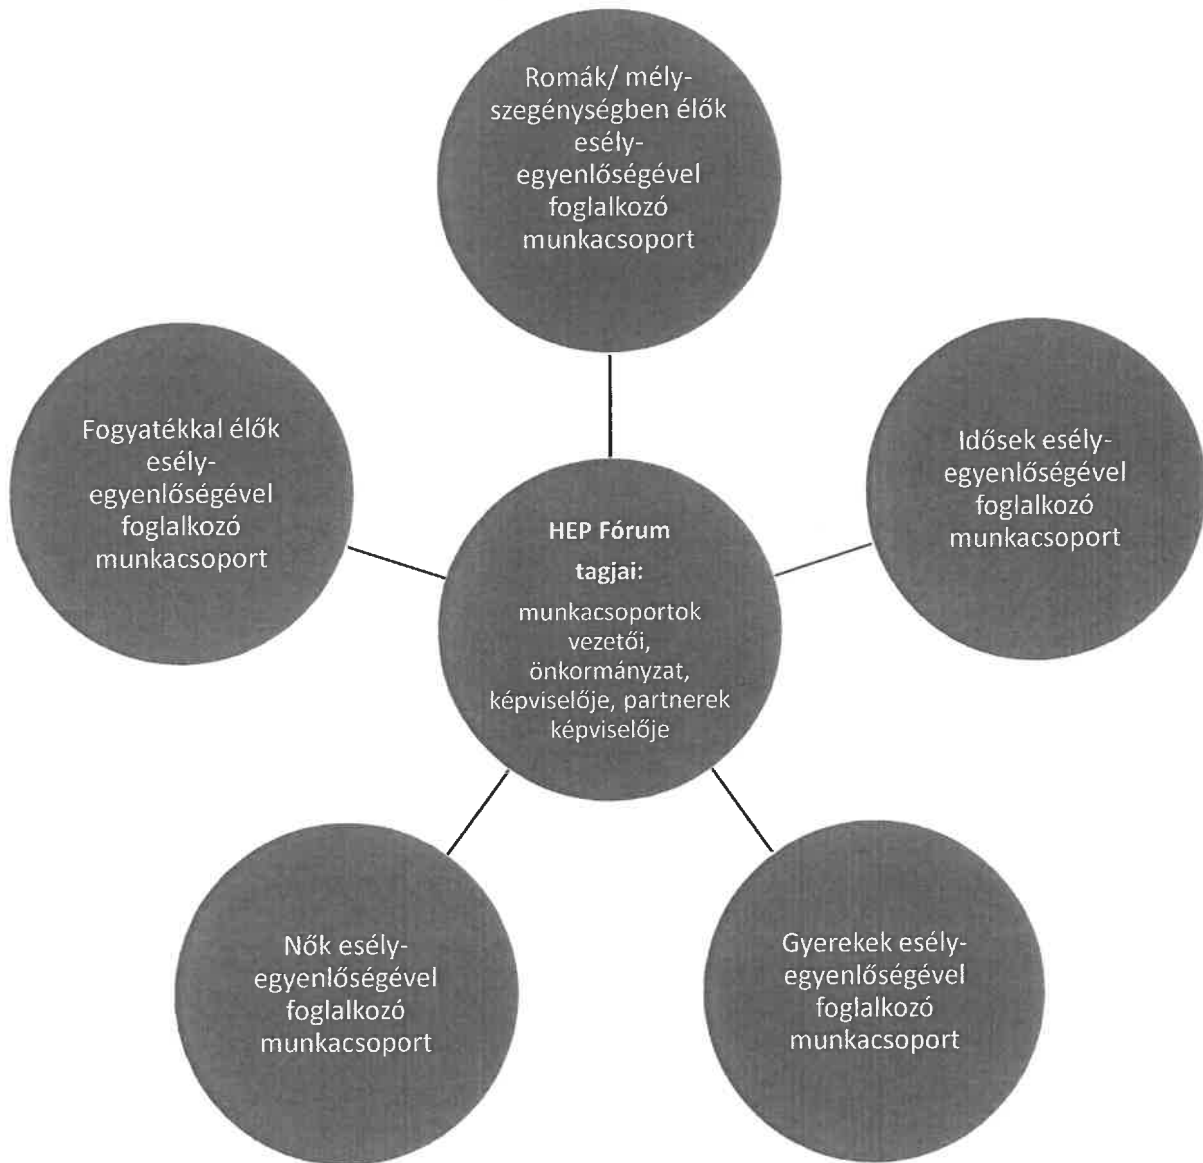 Romák/ mély-
szegénységben élők
esély-
egyenlőségével
foglalkozó
munkacsoport
Fogyatékkal élők
esély-
egyenlőségével
foglalkozó
munkacsoport
Idősek esély-
egyenlőségével
foglalkozó
munkacsoport
HEP Fórum
tagjai:
munkacsoportok
vezetői,
önkormányzat,
képviselője, partnerek
képviselője
Nők esély-
egyenlőségével
foglalkozó
munkacsoport
Gyerekek esély-
egyenlőségével
foglalkozó
munkacsoport